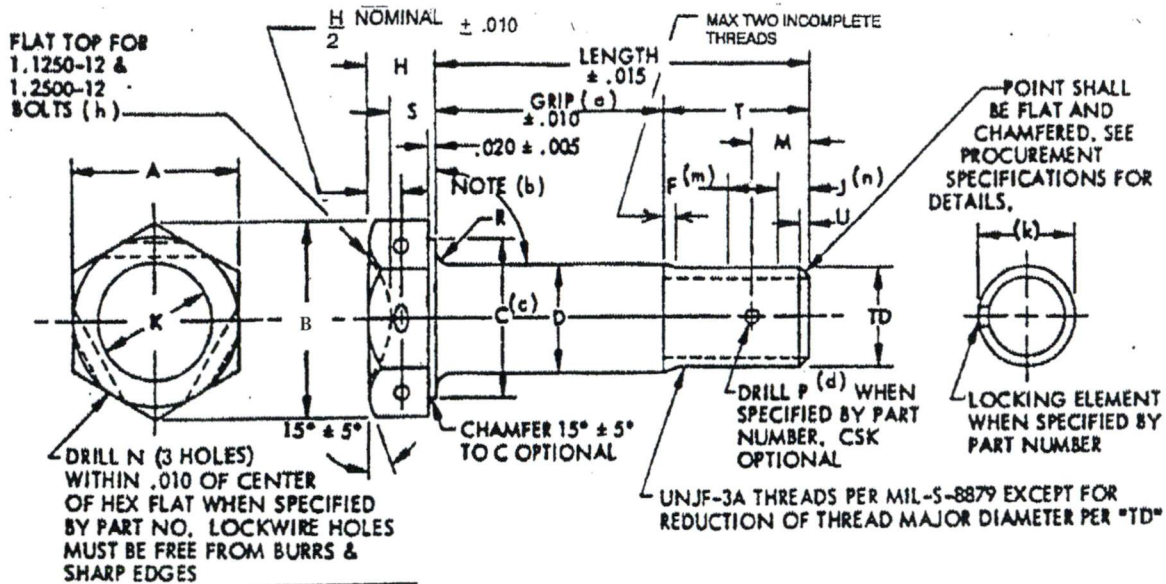 H NOMINAL ± .010
2
MAX TWO INCOMPLETE
THREADS
FLAT TOP FOR
1.1250-12 &
1.2500-12
BOLTS (h)
H
LENGTH
± .015
S
GRIP (e)
± .010
T
.020 ± .005
M
POINT SHALL
BE FLAT AND
CHAMFERED. SEE
PROCUREMENT
SPECIFICATIONS FOR
DETAILS.
A
NOTE (b)
F (m)
J (n)
U
R
(k)
K
B
C (c)
D
TD
15° ± 5°
CHAMFER 15° ± 5°
TO C OPTIONAL
DRILL P (d) WHEN
SPECIFIED BY PART
NUMBER, CSK
OPTIONAL
LOCKING ELEMENT
WHEN SPECIFIED BY
PART NUMBER
DRILL N (3 HOLES)
WITHIN .010 OF CENTER
OF HEX FLAT WHEN SPECIFIED
BY PART NO. LOCKWIRE HOLES
MUST BE FREE FROM BURRS &
SHARP EDGES
UNJF-3A THREADS PER MIL-S-8879 EXCEPT FOR
REDUCTION OF THREAD MAJOR DIAMETER PER "TD"